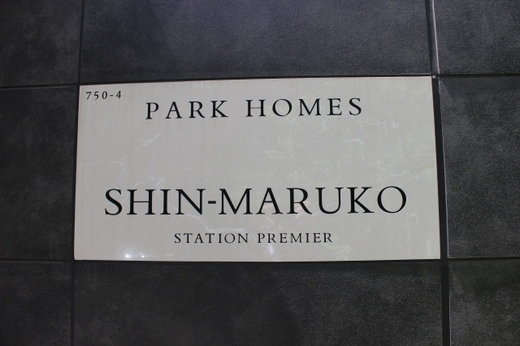 750-4
PARK HOMES
SHIN-MARUKO
STATION PREMIER